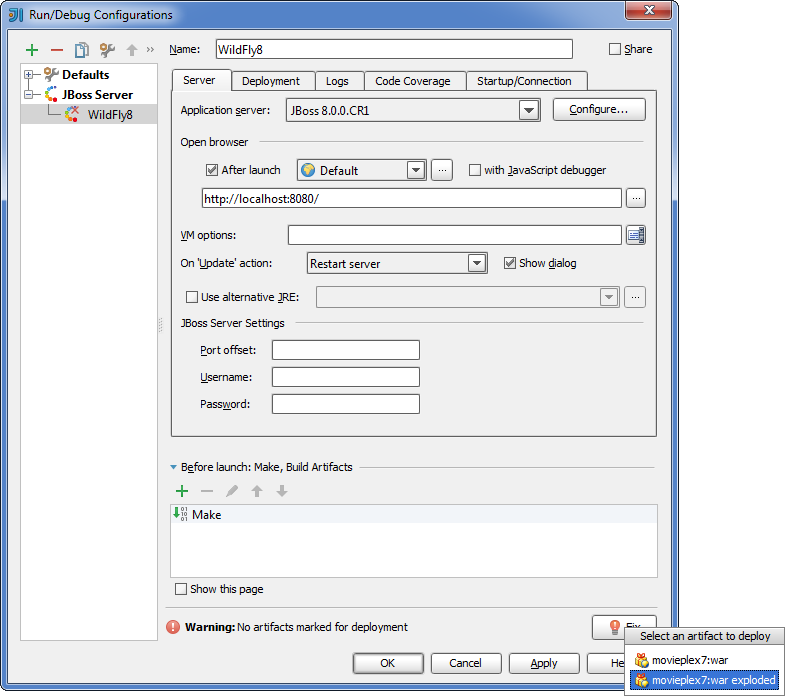 Run/Debug Configurations
Name: WildFly8 Share
Defaults
JBoss Server
WildFly8
Server Deployment Logs Code Coverage Startup/Connection
Application server: JBoss 8.0.0.CR1 Configure...
Open browser
After launch Default ... with JavaScript debugger
http://localhost:8080/ ...
VM options:
On 'Update' action: Restart server Show dialog
Use alternative JRE: ...
JBoss Server Settings
Port offset:
Username:
Password:
Before launch: Make, Build Artifacts
Make
Show this page
Warning: No artifacts marked for deployment
Select an artifact to deploy
movieplex7:war
movieplex7:war exploded
OK Cancel Apply